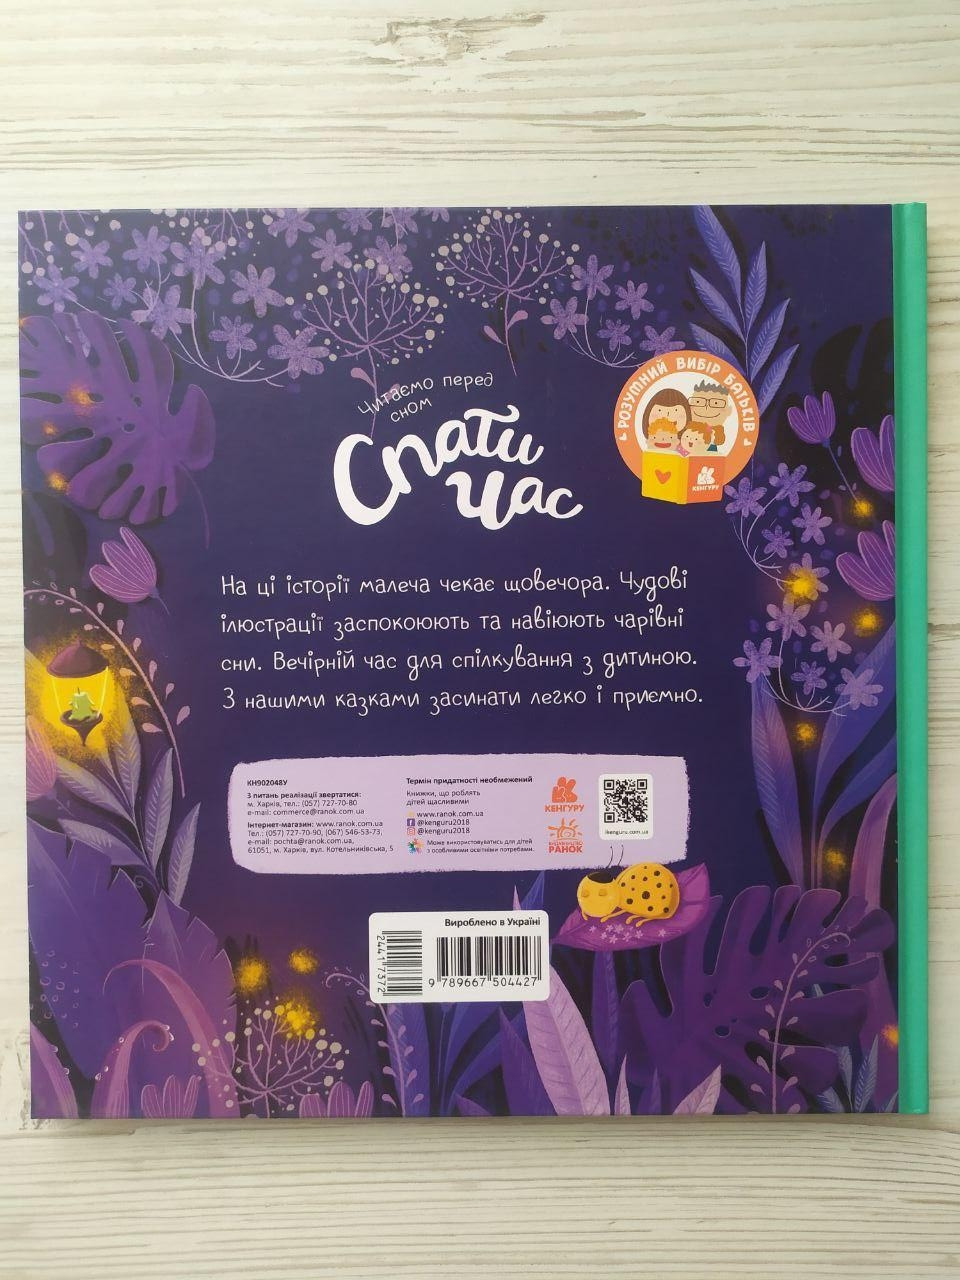 Читаємо перед
сном
Спати
час
РОЗУМНИЙ ВИБІР БАТЬКІВ
КЕНГУРУ
На ці історії малеча чекає щовечора. Чудові
ілюстрації заспокоюють та навіюють чарівні
сни. Вечірній час для спілкування з дитиною.
З нашими казками засинати легко і приємно.
КН902048У
З питань реалізації звертатися:
м. Харків, тел.: (057) 727-70-80
e-mail: commerce@ranok.com.ua
Інтернет-магазин: www.ranok.com.ua
Тел.: (057) 727-70-90, (067) 546-53-73,
e-mail: pochta@ranok.com.ua,
61051, м. Харків, вул. Котельниківська, 5
Термін придатності необмежений
Книжки, що роблять
дітей щасливими
www.ranok.com.ua
@kenguru2018
@kenguru2018
Може використовуватись для дітей
з особливими освітніми потребами.
КЕНГУРУ
ВИДАВНИЦТВО
РАНОК
ikenguru.com.ua
Вироблено в Україні
24417372
9 789667 504427